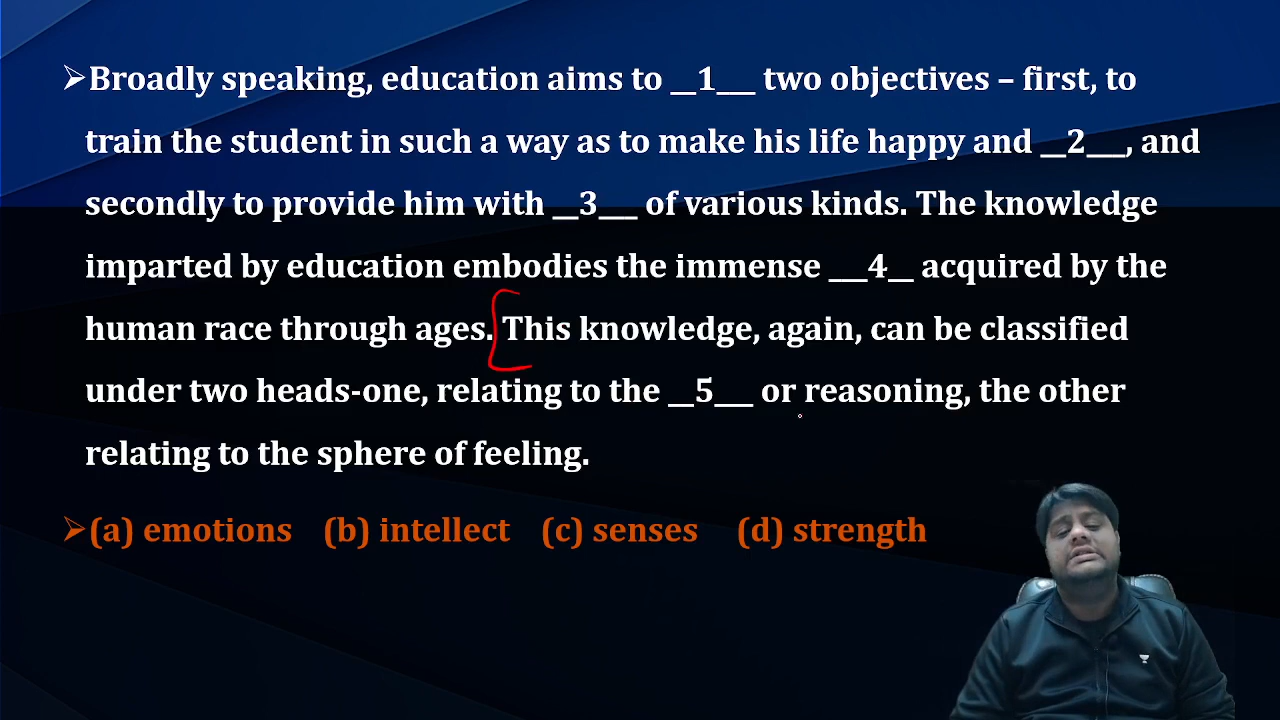 ➢Broadly speaking, education aims to __1___ two objectives – first, to
train the student in such a way as to make his life happy and __2___, and
secondly to provide him with __3___ of various kinds. The knowledge
imparted by education embodies the immense ___4__ acquired by the
human race through ages. This knowledge, again, can be classified
under two heads-one, relating to the __5___ or reasoning, the other
relating to the sphere of feeling.
➢(a) emotions (b) intellect (c) senses (d) strength